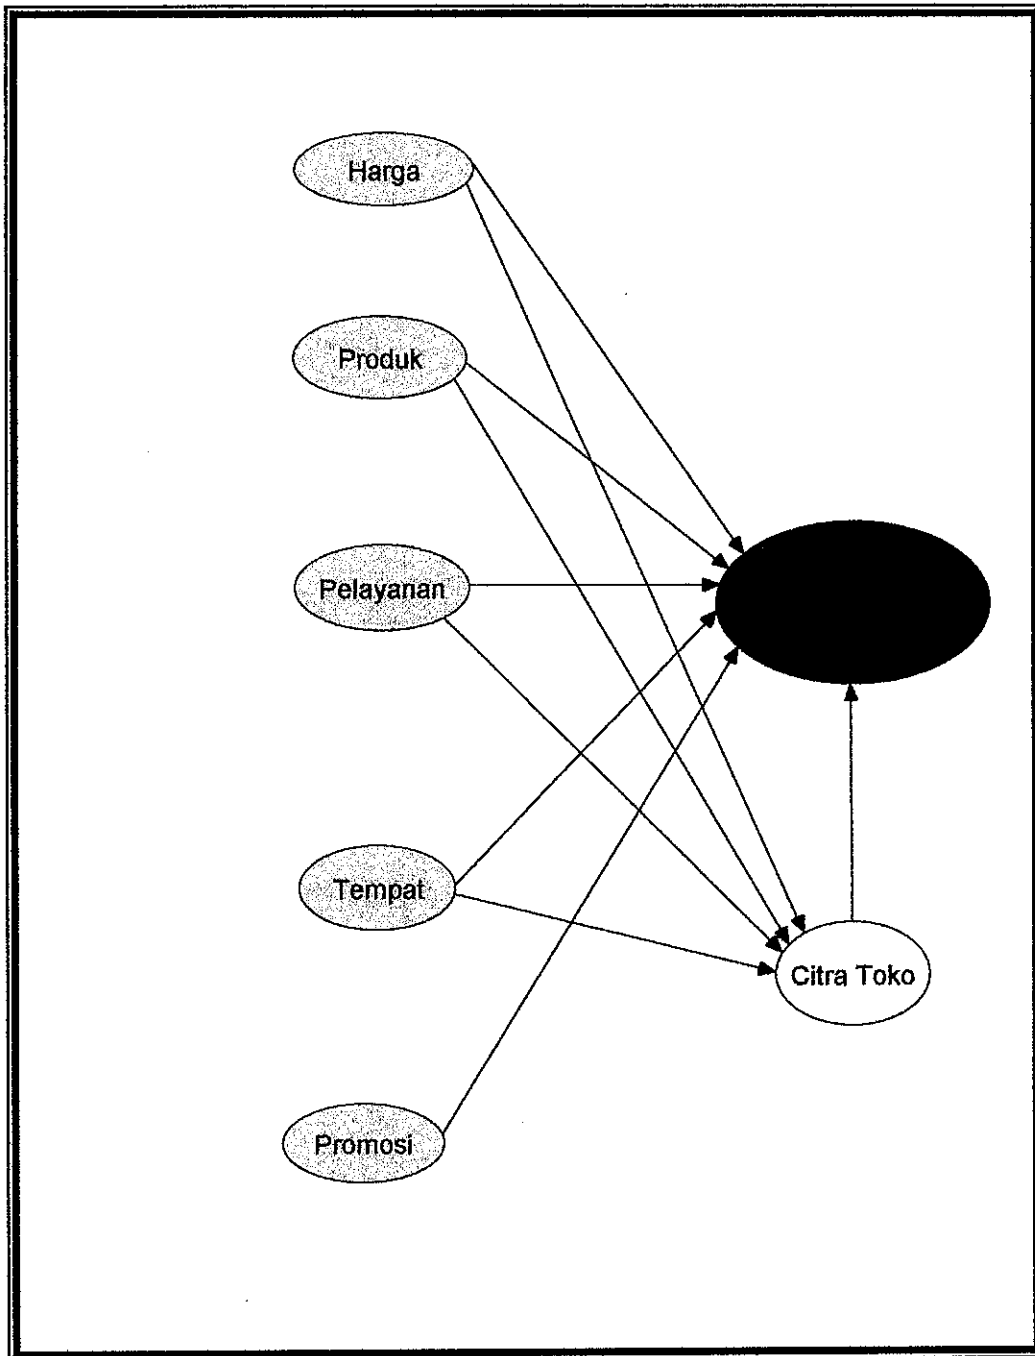 Harga
Produk
Pelayanan
Tempat
Citra Toko
Promosi